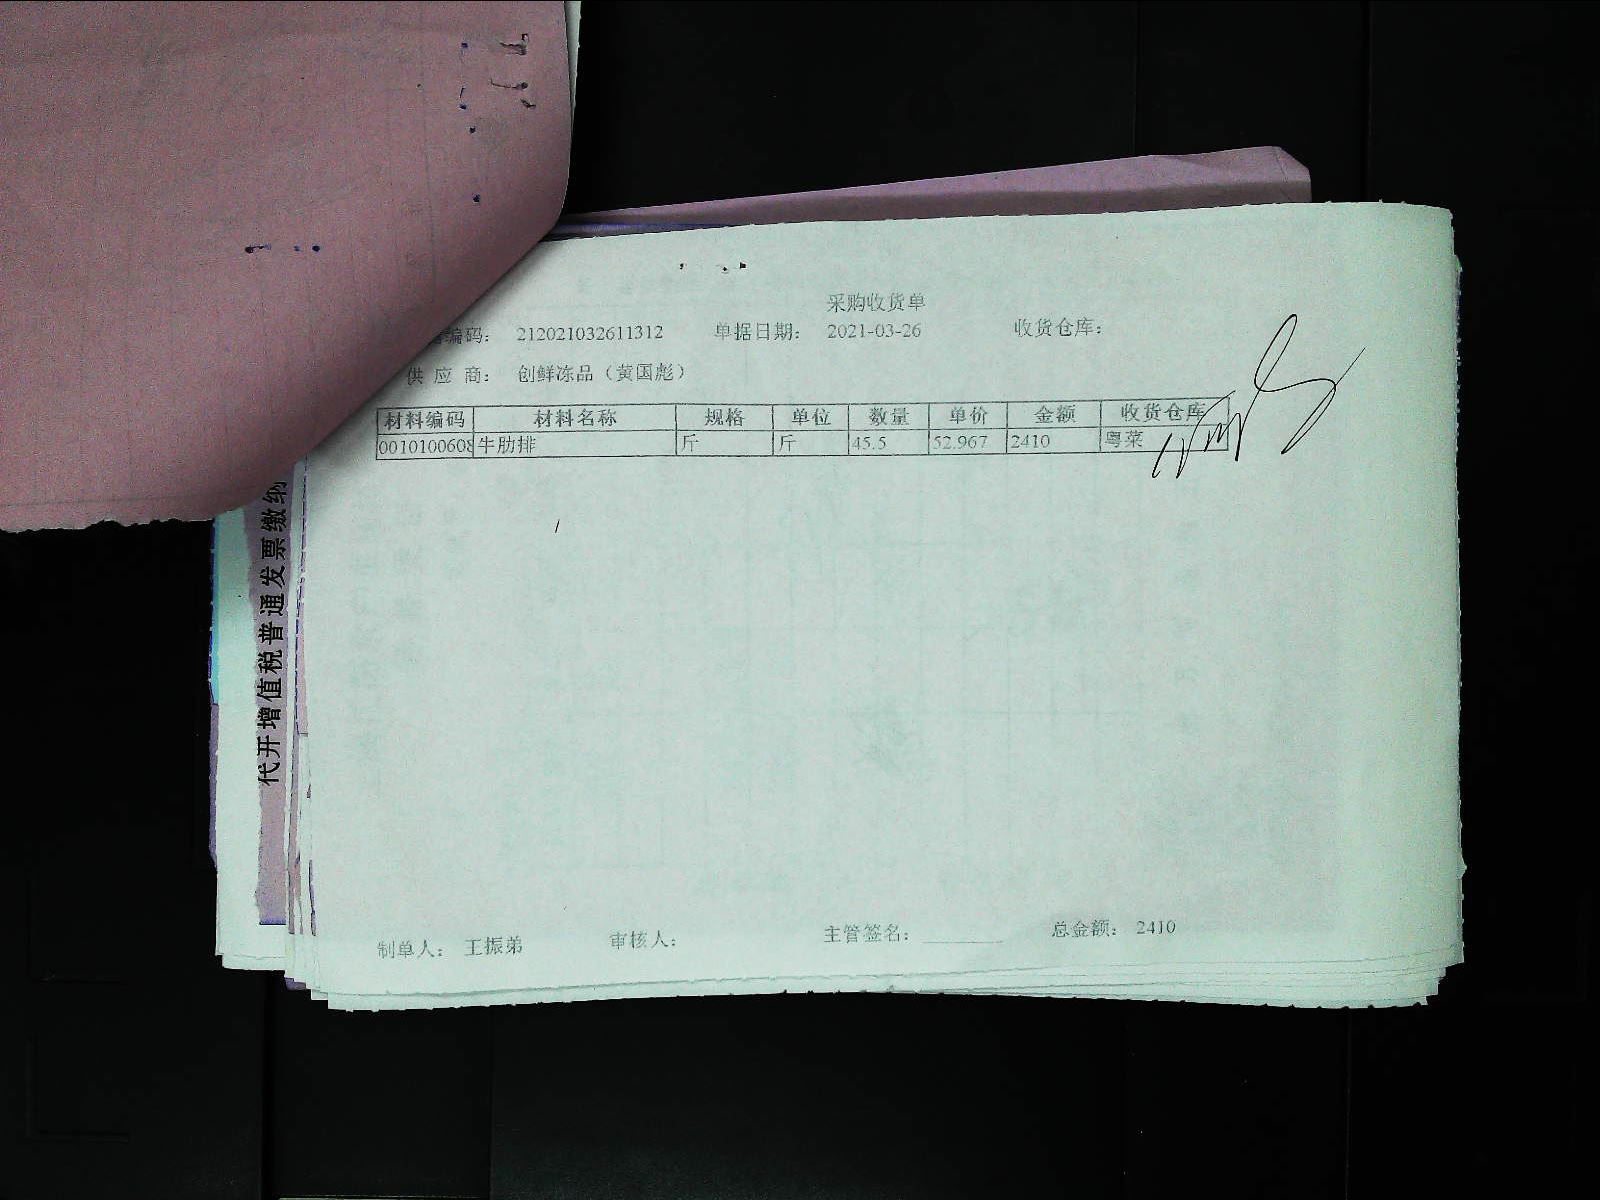 采购收货单
编码： 212021032611312 单据日期： 2021-03-26 收货仓库：
供 应 商： 创鲜冻品（黄国彪）
材料编码 材料名称 规格 单位 数量 单价 金额 收货仓库
0010100608 牛肋排 斤 斤 45.5 52.967 2410 粤菜
制单人： 王振弟 审核人： 主管签名： 总金额： 2410
代开增值税普通发票缴纳